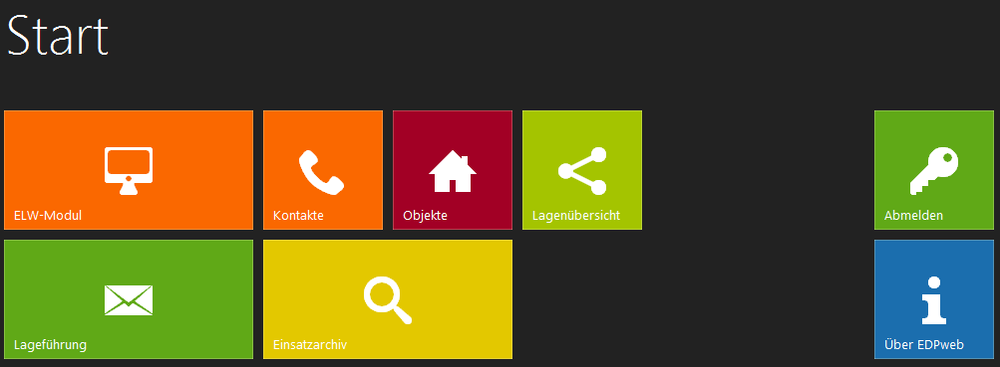 Start
ELW-Modul
Kontakte
Objekte
Lagenübersicht
Abmelden
Lageführung
Einsatzarchiv
Über EDPweb